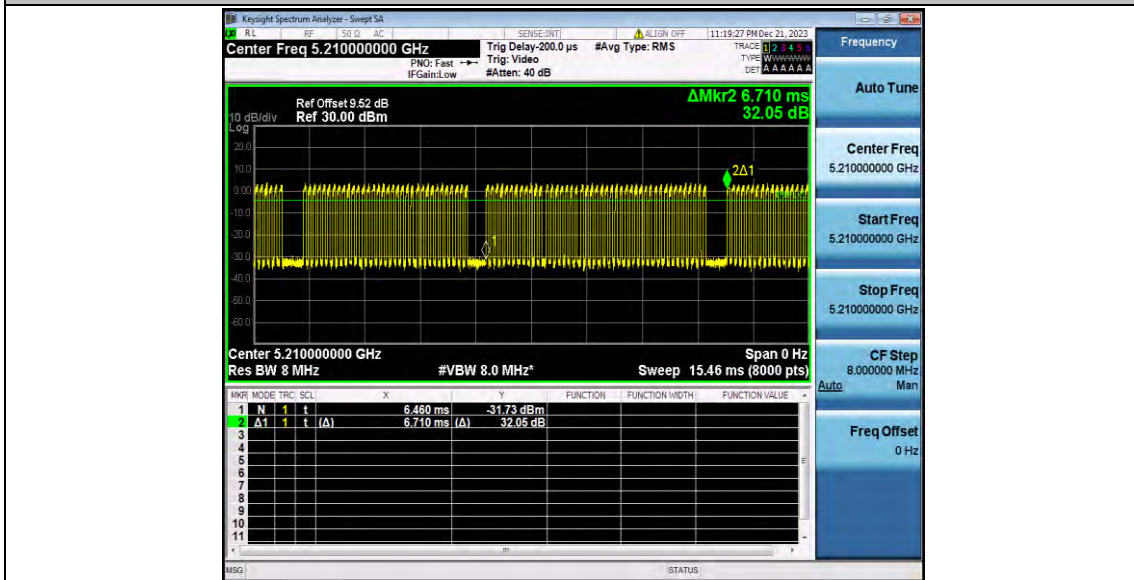 Keysight Spectrum Analyzer - Swept SA
RL RF 50 Ω AC SENSE:INT ALIGN OFF 11:19:27 PM Dec 21, 2023
Center Freq 5.210000000 GHz
PNO: Fast
IFGain:Low
Trig Delay-200.0 µs
Trig: Video
#Atten: 40 dB
#Avg Type: RMS
TRACE 1 2 3 4 5 6
TYPE WWWWWW
DET A A A A A A
ΔMkr2 6.710 ms
32.05 dB
10 dB/div
Log
Ref Offset 9.52 dB
Ref 30.00 dBm
20.0
10.0
0.00
-10.0
-20.0
-30.0
-40.0
-50.0
-60.0
2Δ1
1
Center 5.210000000 GHz Span 0 Hz
Res BW 8 MHz #VBW 8.0 MHz* Sweep 15.46 ms (8000 pts)
MKR MODE TRC SCL X Y FUNCTION FUNCTION WIDTH FUNCTION VALUE
1 N 1 t 6.460 ms -31.73 dBm
2 Δ1 1 t (Δ) 6.710 ms (Δ) 32.05 dB
3
4
5
6
7
8
9
10
11
MSG STATUS
Frequency
Auto Tune
Center Freq
5.210000000 GHz
Start Freq
5.210000000 GHz
Stop Freq
5.210000000 GHz
CF Step
8.000000 MHz
Auto Man
Freq Offset
0 Hz